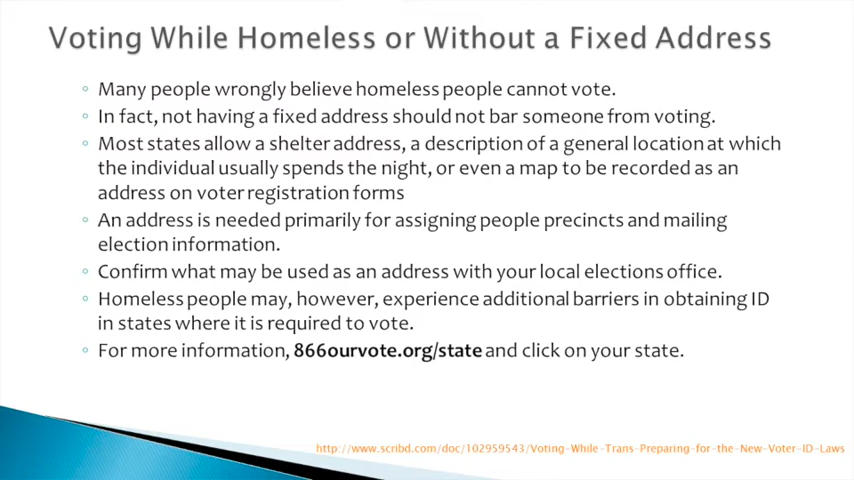 Voting While Homeless or Without a Fixed Address
◦ Many people wrongly believe homeless people cannot vote.
◦ In fact, not having a fixed address should not bar someone from voting.
◦ Most states allow a shelter address, a description of a general location at which
the individual usually spends the night, or even a map to be recorded as an
address on voter registration forms
◦ An address is needed primarily for assigning people precincts and mailing
election information.
◦ Confirm what may be used as an address with your local elections office.
◦ Homeless people may, however, experience additional barriers in obtaining ID
in states where it is required to vote.
◦ For more information, 866ourvote.org/state and click on your state.
http://www.scribd.com/doc/102959543/Voting-While-Trans-Preparing-for-the-New-Voter-ID-Laws